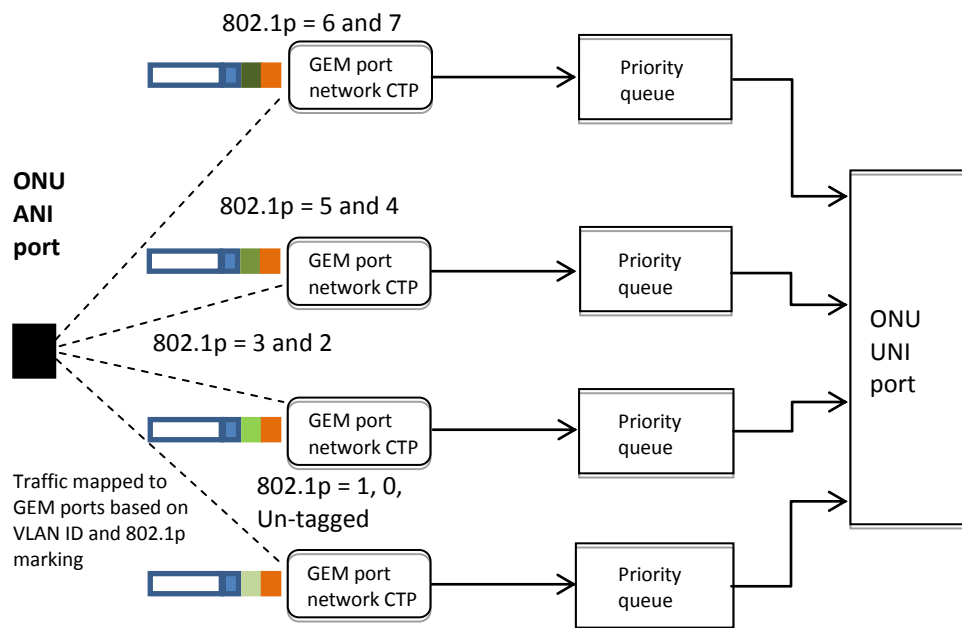 802.1p = 6 and 7
GEM port
network CTP
Priority
queue
ONU
ANI
port
802.1p = 5 and 4
GEM port
network CTP
Priority
queue
802.1p = 3 and 2
ONU
UNI
port
GEM port
network CTP
Priority
queue
Traffic mapped to
GEM ports based on
VLAN ID and 802.1p
marking
802.1p = 1, 0,
Un-tagged
GEM port
network CTP
Priority
queue